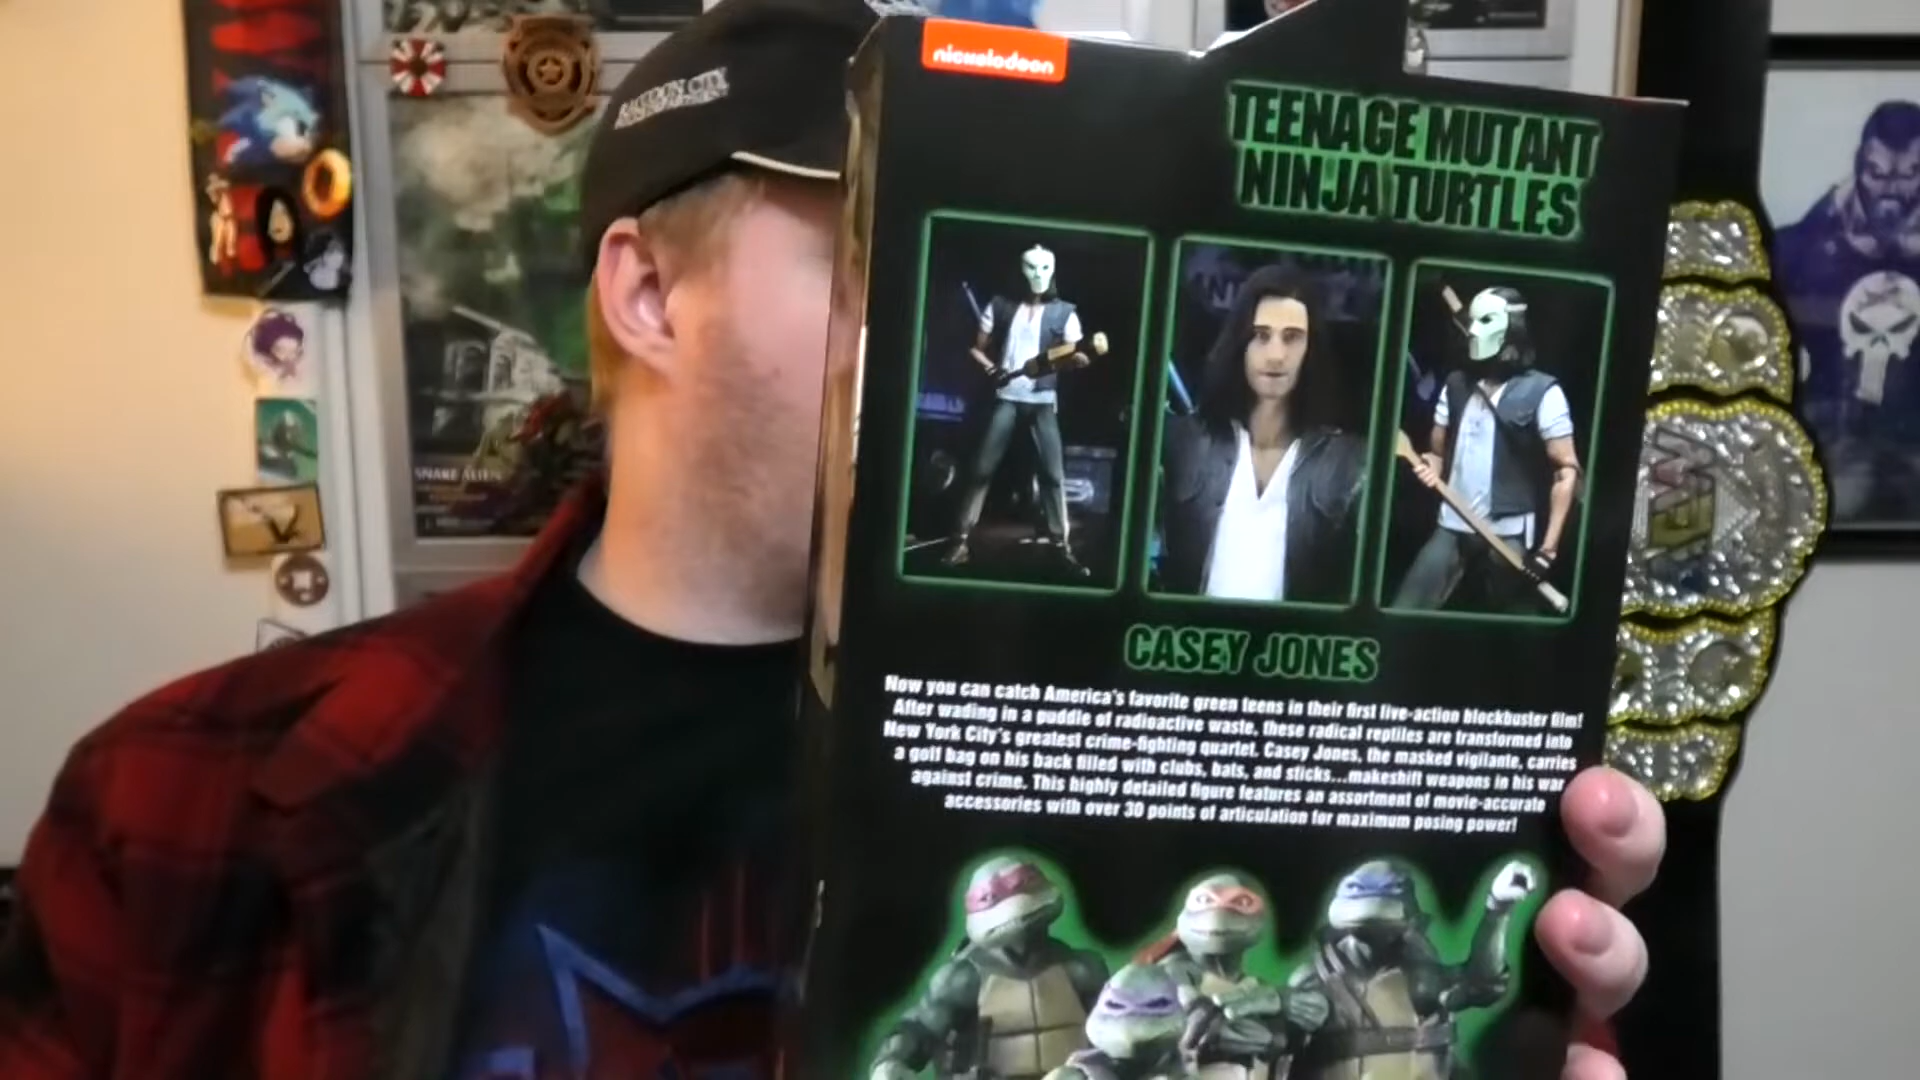 nickelodeon
RACCOON CITY
TEENAGE MUTANT
NINJA TURTLES
SNAKE ALIEN
CASEY JONES
Now you can catch America's favorite green teens in their first live-action blockbuster film!
After wading in a puddle of radioactive waste, these radical reptiles are transformed into
New York City's greatest crime-fighting quartet. Casey Jones, the masked vigilante, carries
a golf bag on his back filled with clubs, bats, and sticks...makeshift weapons in his war
against crime. This highly detailed figure features an assortment of movie-accurate
accessories with over 30 points of articulation for maximum posing power!